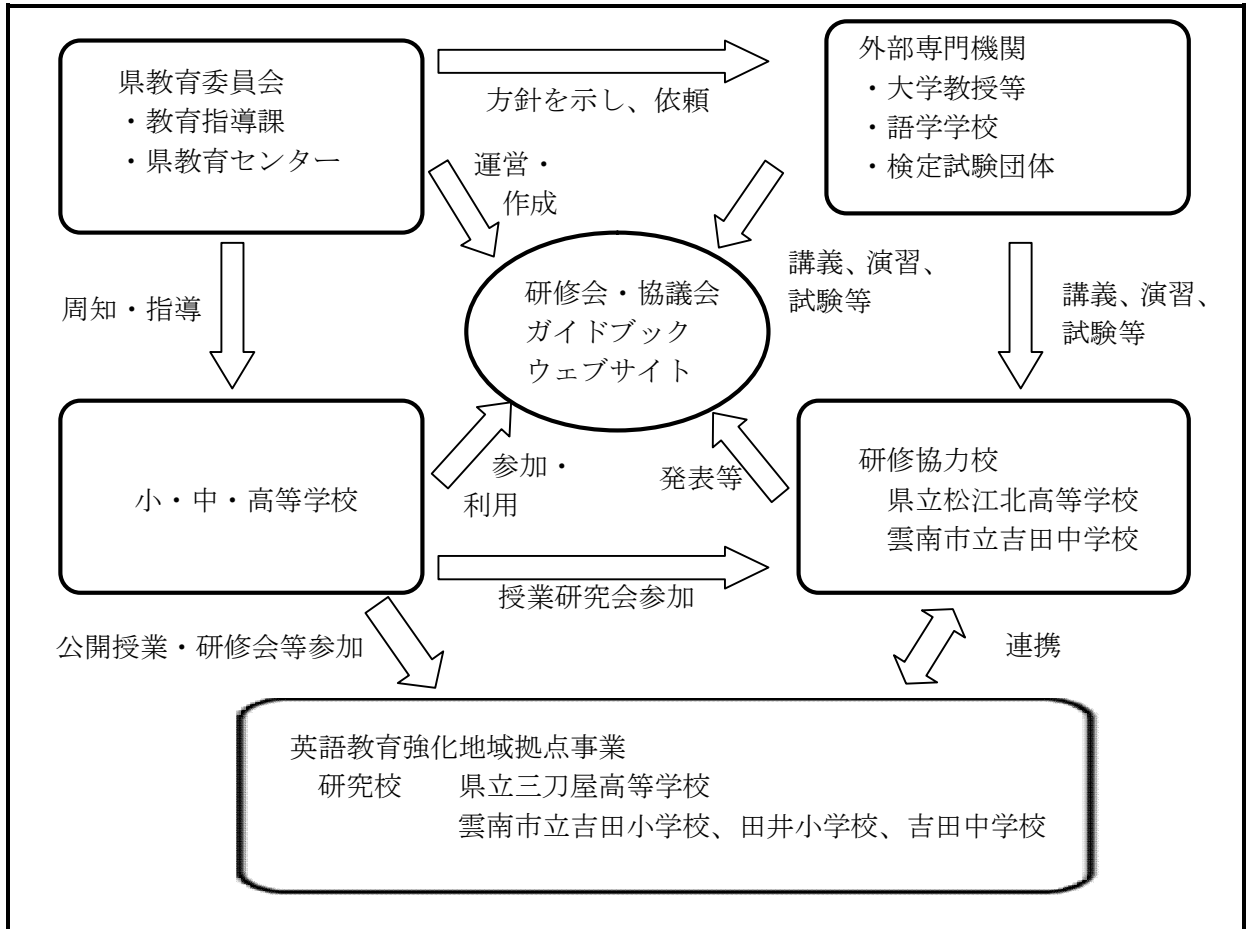 県教育委員会
・教育指導課
・県教育センター
方針を示し、依頼
外部専門機関
・大学教授等
・語学学校
・検定試験団体
運営・
作成
周知・指導
研修会・協議会
ガイドブック
ウェブサイト
講義、演習、
試験等
講義、演習、
試験等
小・中・高等学校
参加・
利用
発表等
研修協力校
県立松江北高等学校
雲南市立吉田中学校
授業研究会参加
公開授業・研修会等参加
連携
英語教育強化地域拠点事業
研究校 県立三刀屋高等学校
雲南市立吉田小学校、田井小学校、吉田中学校